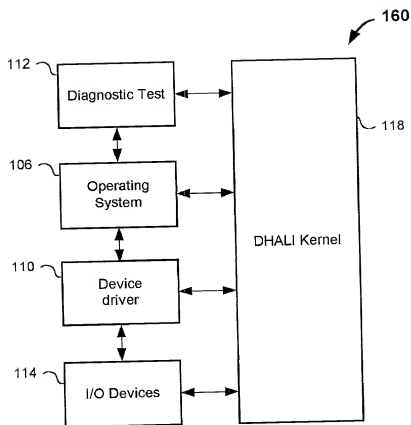 160
112
Diagnostic Test
118
106
Operating
System
DHALI Kernel
110
Device
driver
114
I/O Devices